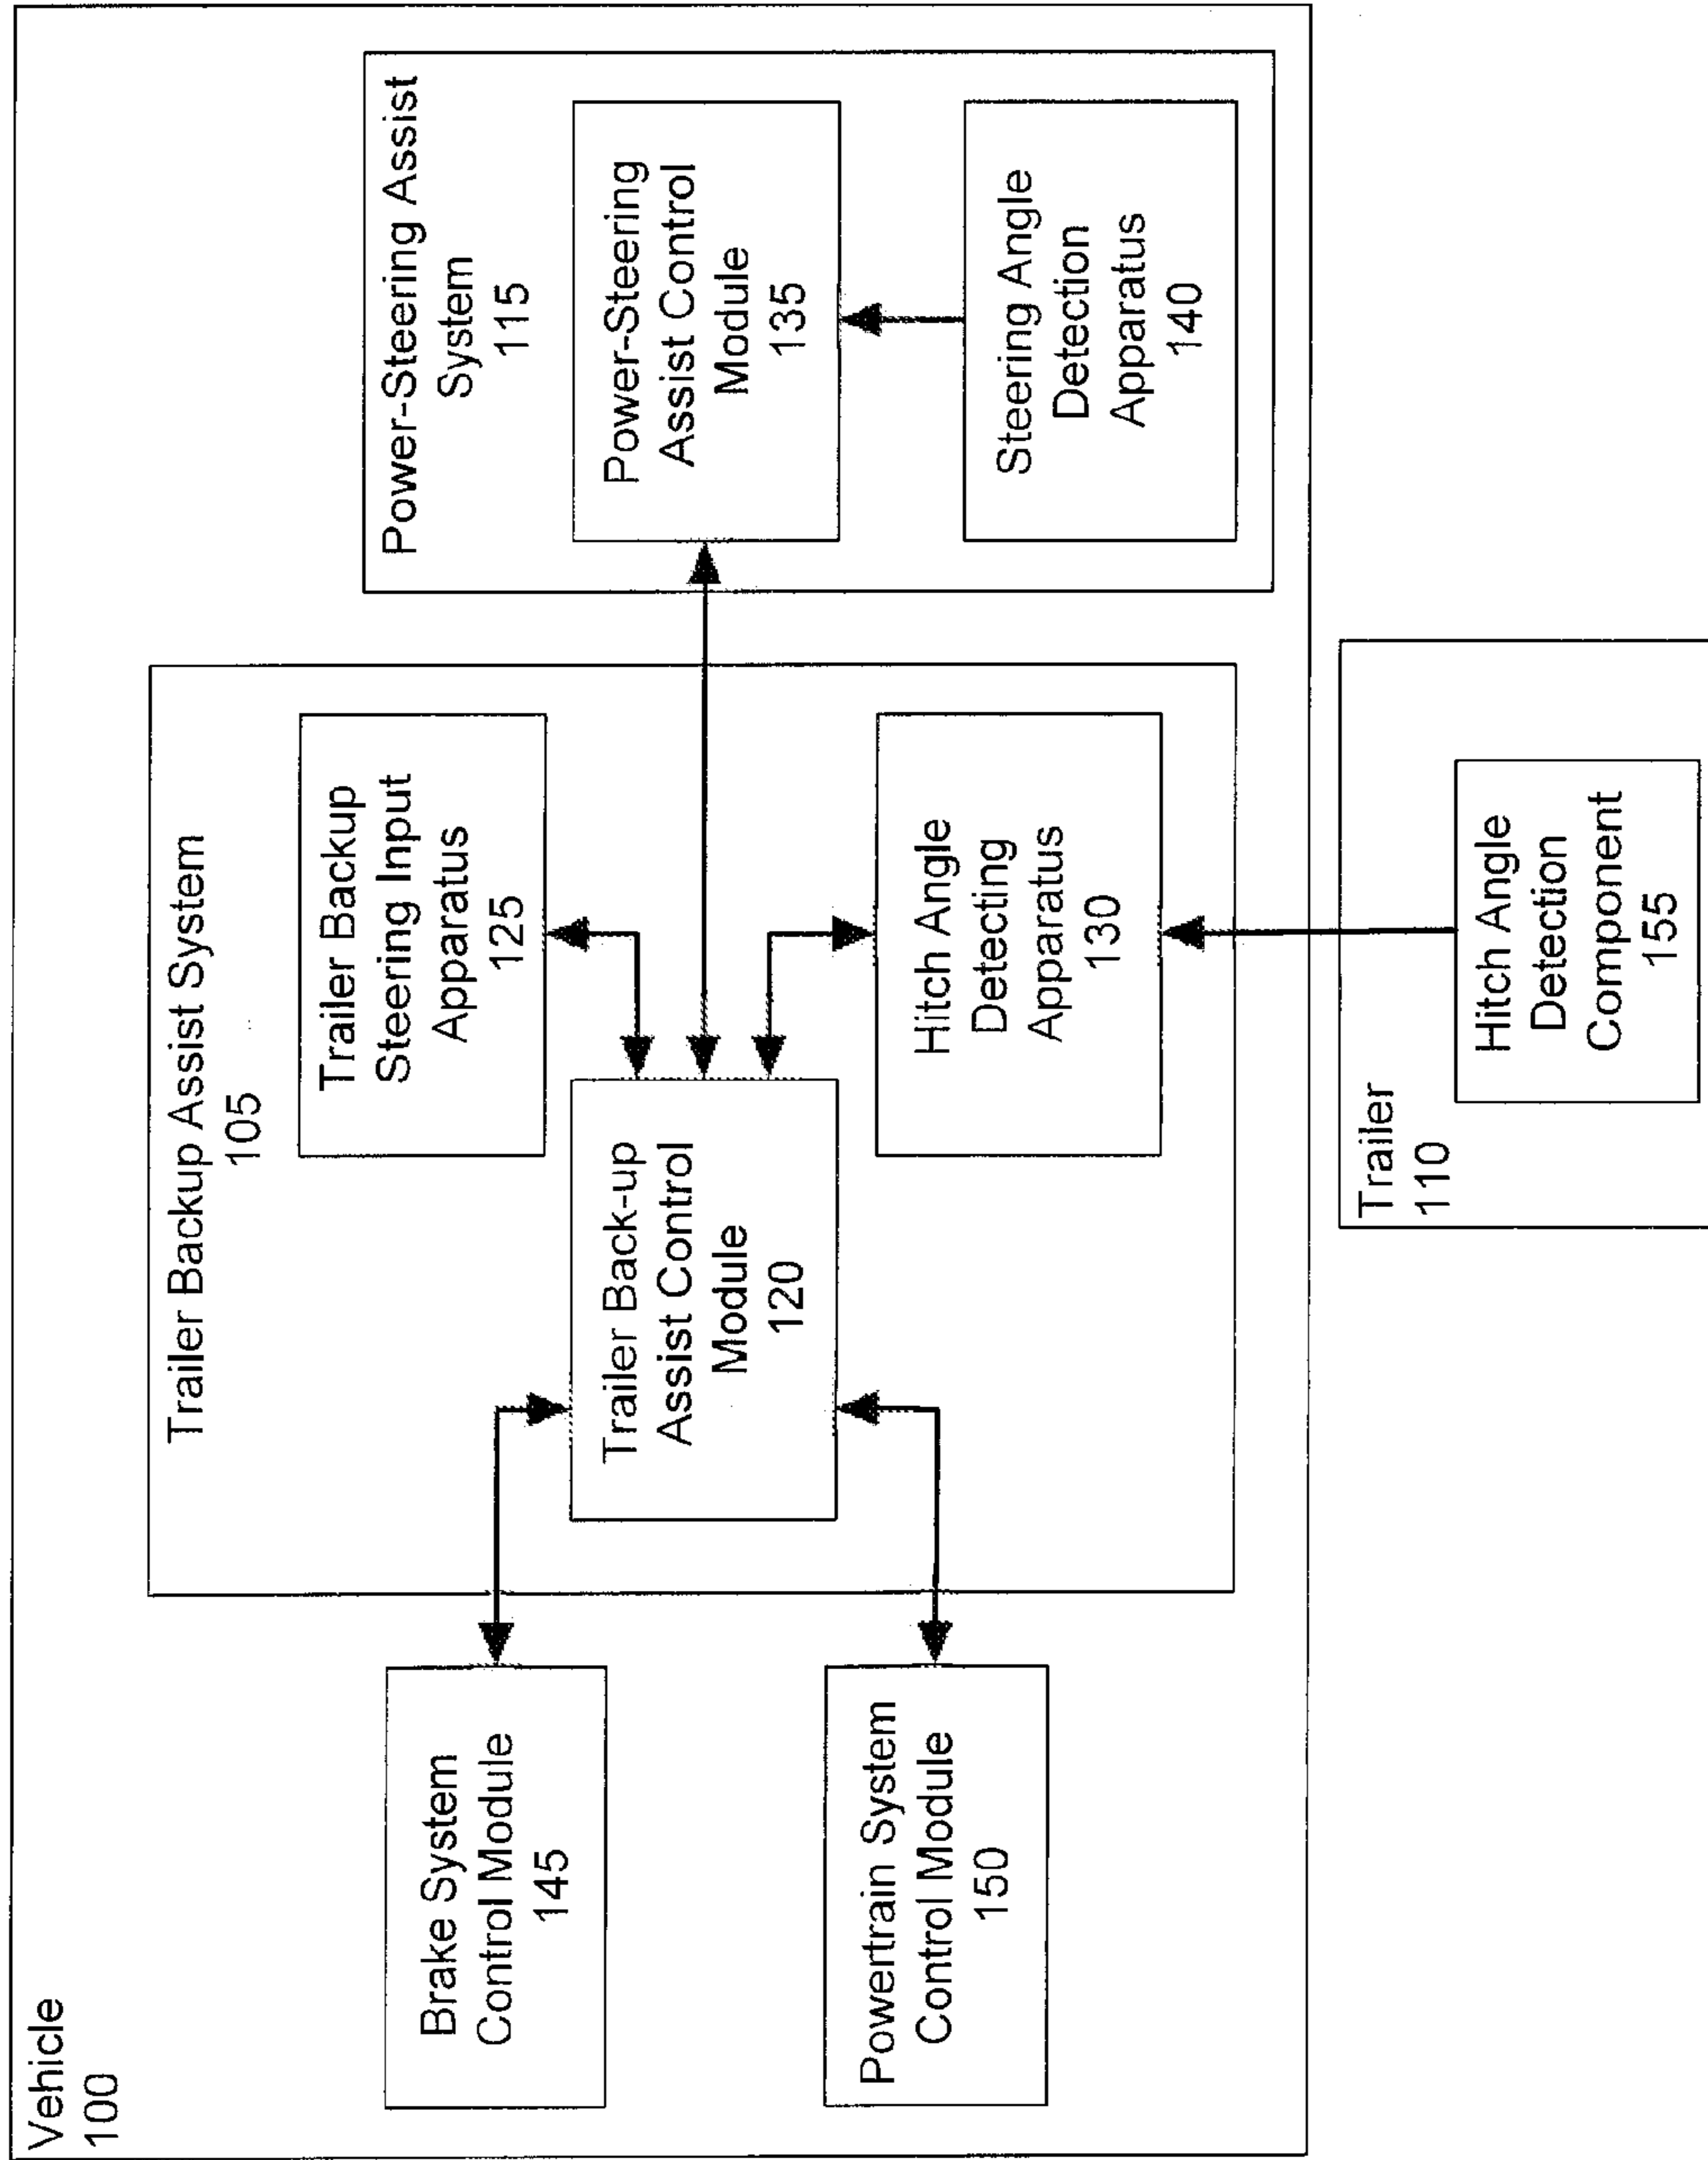 Vehicle
100
Trailer Backup Assist System
105
Power-Steering Assist
System
115
Brake System
Control Module
145
Powertrain System
Control Module
150
Trailer Back-up
Assist Control
Module
120
Trailer Backup
Steering Input
Apparatus
125
Hitch Angle
Detecting
Apparatus
130
Power-Steering
Assist Control
Module
135
Steering Angle
Detection
Apparatus
140
Trailer
110
Hitch Angle
Detection
Component
155